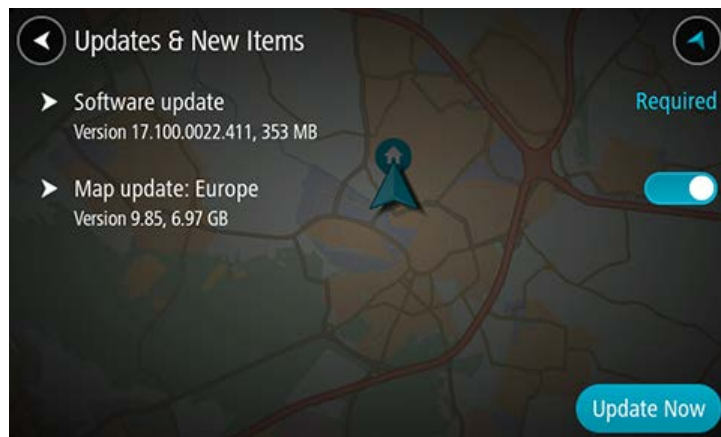 Updates & New Items
Software update
Required
Version 17.100.0022.411, 353 MB
Map update: Europe
Version 9.85, 6.97 GB
Update Now